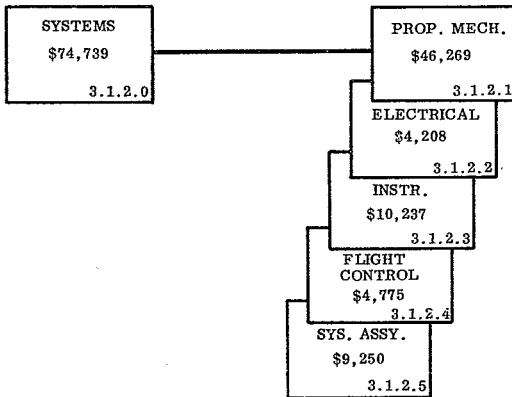 SYSTEMS
$74,739
3.1.2.0
PROP. MECH.
$46,269
3.1.2.1
ELECTRICAL
$4,208
3.1.2.2
INSTR.
$10,237
3.1.2.3
FLIGHT
CONTROL
$4,775
3.1.2.4
SYS. ASSY.
$9,250
3.1.2.5